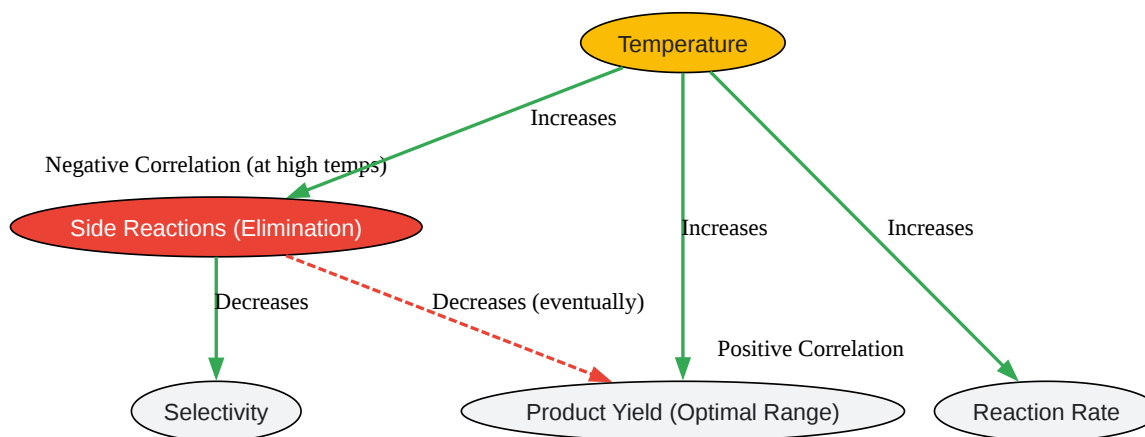 Temperature
Increases
Negative Correlation (at high temps)
Side Reactions (Elimination)
Increases
Increases
Decreases
Decreases (eventually)
Positive Correlation
Selectivity
Product Yield (Optimal Range)
Reaction Rate